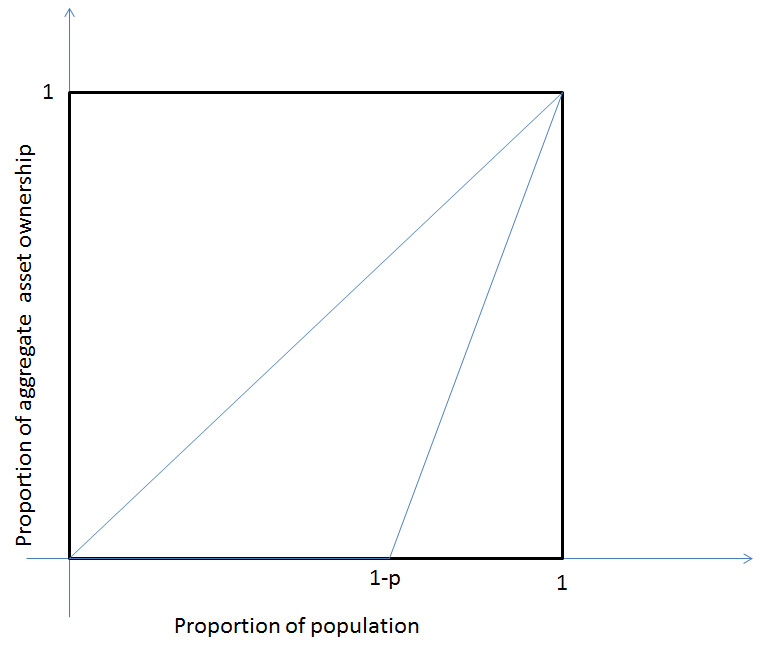 1
Proportion of aggregate asset ownership
1-p
1
Proportion of population